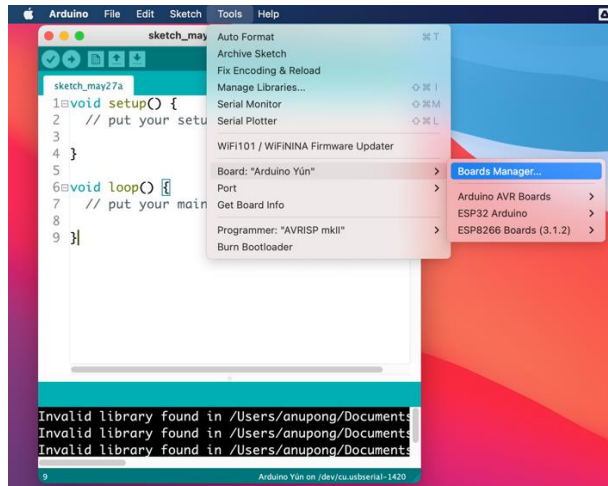 Arduino File Edit Sketch Tools Help
sketch_may
sketch_may27a
1 void setup() {
2 // put your setu
3
4 }
5
6 void loop() {
7 // put your main
8
9 }
Auto Format ⌘ T
Archive Sketch
Fix Encoding & Reload
Manage Libraries... ⇧ ⌘ I
Serial Monitor ⇧ ⌘ M
Serial Plotter ⇧ ⌘ L
WiFi101 / WiFiNINA Firmware Updater
Board: "Arduino Yún"
Port
Get Board Info
Programmer: "AVRISP mkII"
Burn Bootloader
Boards Manager...
Arduino AVR Boards
ESP32 Arduino
ESP8266 Boards (3.1.2)
Invalid library found in /Users/anupong/Documents
Invalid library found in /Users/anupong/Documents
Invalid library found in /Users/anupong/Documents
9 Arduino Yún on /dev/cu.usbserial-1420